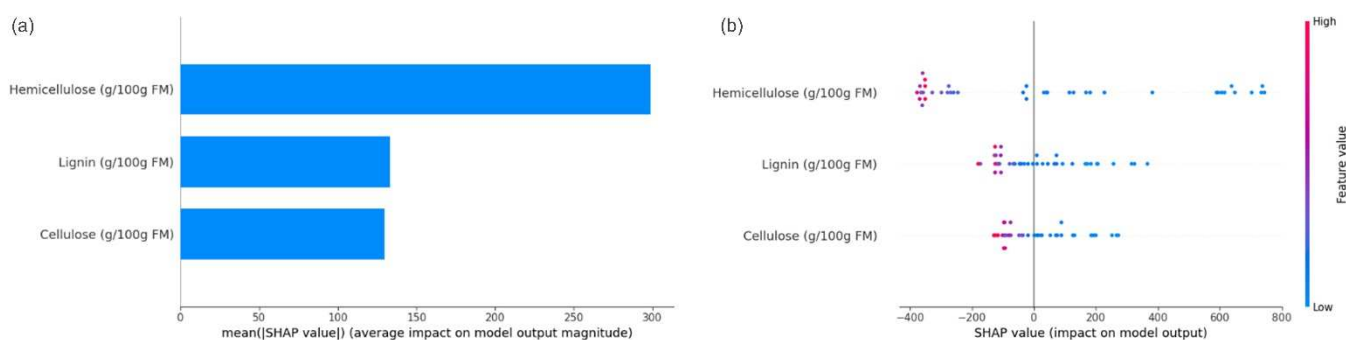 (a)
Hemicellulose (g/100g FM)
Lignin (g/100g FM)
Cellulose (g/100g FM)
0 50 100 150 200 250 300
mean(|SHAP value|) (average impact on model output magnitude)
(b)
High
Hemicellulose (g/100g FM)
Lignin (g/100g FM)
Cellulose (g/100g FM)
Feature value
Low
−400 −200 0 200 400 600 800
SHAP value (impact on model output)